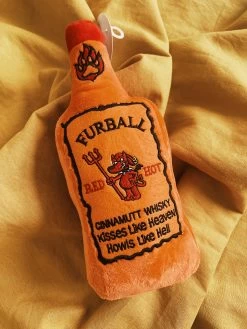 FURBALL
RED HOT
CINNAMUTT WHISKY
Kisses Like Heaven
Howls Like Hell